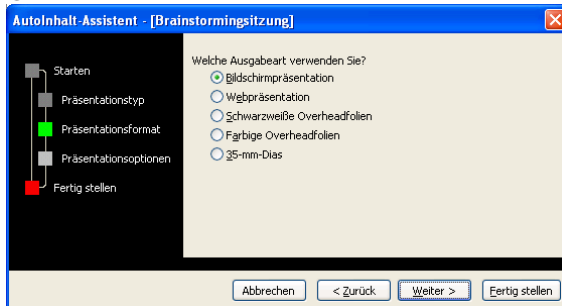 AutoInhalt-Assistent - [Brainstormingsitzung]
Starten
Präsentationstyp
Präsentationsformat
Präsentationsoptionen
Fertig stellen
Welche Ausgabeart verwenden Sie?
Bildschirmpräsentation
Webpräsentation
Schwarzweiße Overheadfolien
Farbige Overheadfolien
35-mm-Dias
Abbrechen
< Zurück
Weiter >
Fertig stellen